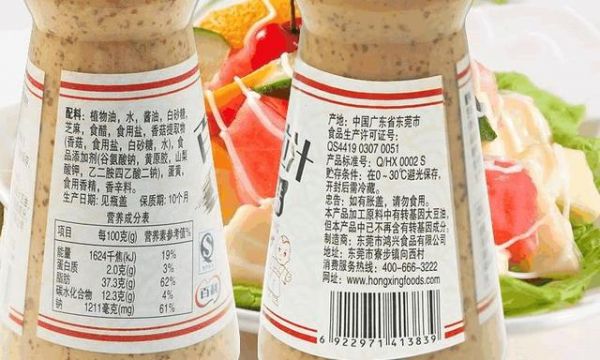 配料：植物油，水，酱油，白砂糖，
芝麻，食醋，食用盐，香菇提取物
(香菇，食用盐，白砂糖，水)，食
品添加剂(谷氨酸钠，黄原胶，山梨
酸钾，乙二胺四乙酸二钠)，蛋黄，
食用香精，香辛料。
生产日期：见瓶盖 保质期：10个月
营养成分表
项目 每100克(g) 营养素参考值%
能量 1624千焦(kJ) 19%
蛋白质 2.0克(g) 3%
脂肪 37.3克(g) 62%
碳水化合物 12.3克(g) 4%
钠 1211毫克(mg) 61%
百利
汁
产地：中国广东省东莞市
食品生产许可证号：
QS4419 0307 0051
产品标准号：Q/HX 0002 S
贮存条件：在0－30℃避光保存，
开封后需冷藏。
忠告：如有胀盖，请勿食用。
本产品加工原料中有转基因大豆油，
但本产品中已不再含有转基因成分。
制造商：东莞市鸿兴食品有限公司
地址：东莞市寮步镇向西村
消费服务热线：400-666-3222
网址：www.hongxingfoods.com
6 922971 413839